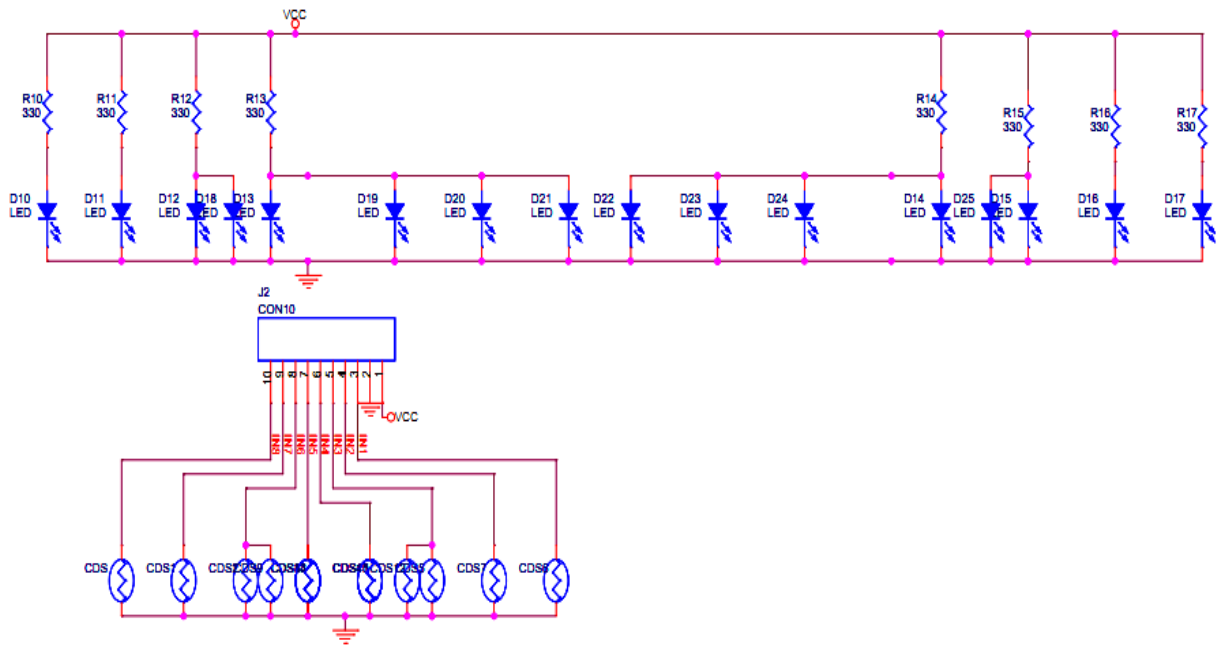 VCC
R10
330
R11
330
R12
330
R13
330
R14
330
R15
330
R16
330
R17
330
D10
LED
D11
LED
D12
LED
D18
LED
D13
LED
D19
LED
D20
LED
D21
LED
D22
LED
D23
LED
D24
LED
D14
LED
D25
LED
D15
LED
D16
LED
D17
LED
J2
CON10
10 9 8 7 6 5 4 3 2 1
VCC
IN8 IN7 IN6 IN5 IN4 IN3 IN2 IN1
CDS
CDS1
CDS7
CDS6